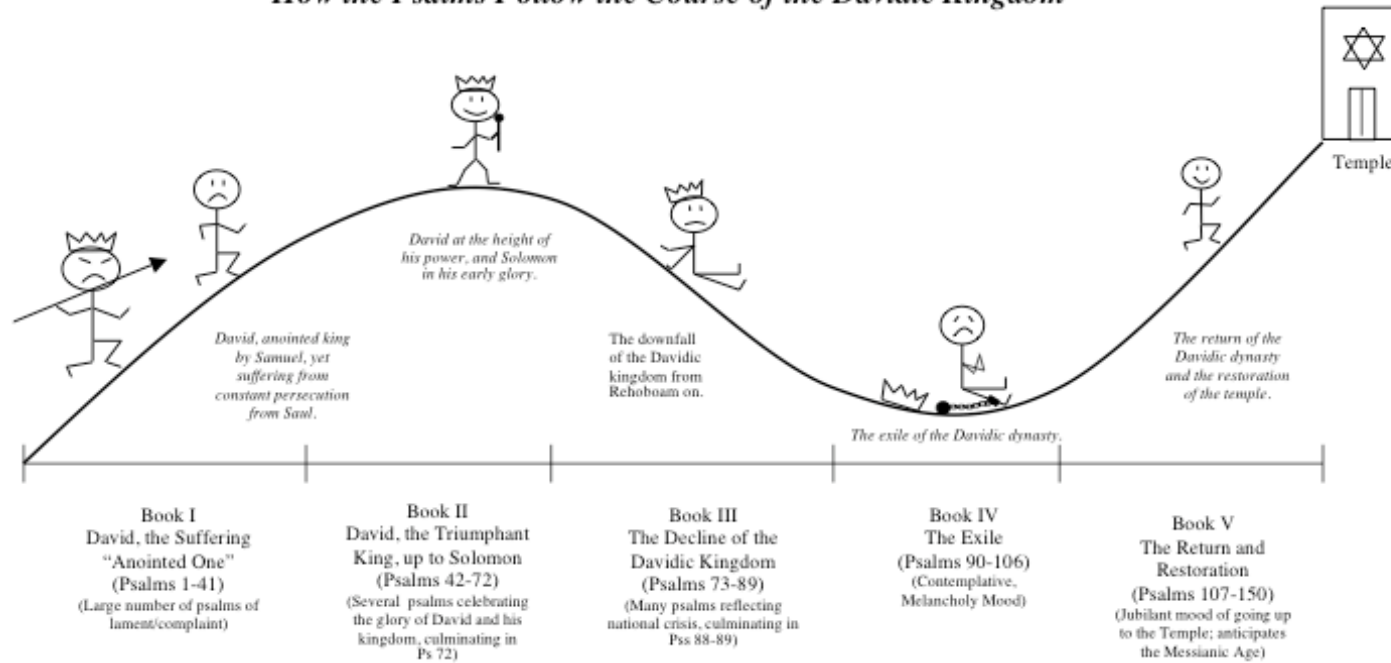 How the Psalms Follow the Course of the Davidic Kingdom
Temple
David at the height of
his power, and Solomon
in his early glory.
David, anointed king
by Samuel, yet
suffering from
constant persecution
from Saul.
The downfall
of the Davidic
kingdom from
Rehoboam on.
The return of the
Davidic dynasty
and the restoration
of the temple.
The exile of the Davidic dynasty.
Book I
David, the Suffering
“Anointed One”
(Psalms 1-41)
(Large number of psalms of
lament/complaint)
Book II
David, the Triumphant
King, up to Solomon
(Psalms 42-72)
(Several psalms celebrating
the glory of David and his
kingdom, culminating in
Ps 72)
Book III
The Decline of the
Davidic Kingdom
(Psalms 73-89)
(Many psalms reflecting
national crisis, culminating in
Pss 88-89)
Book IV
The Exile
(Psalms 90-106)
(Contemplative,
Melancholy Mood)
Book V
The Return and
Restoration
(Psalms 107-150)
(Jubilant mood of going up
to the Temple; anticipates
the Messianic Age)